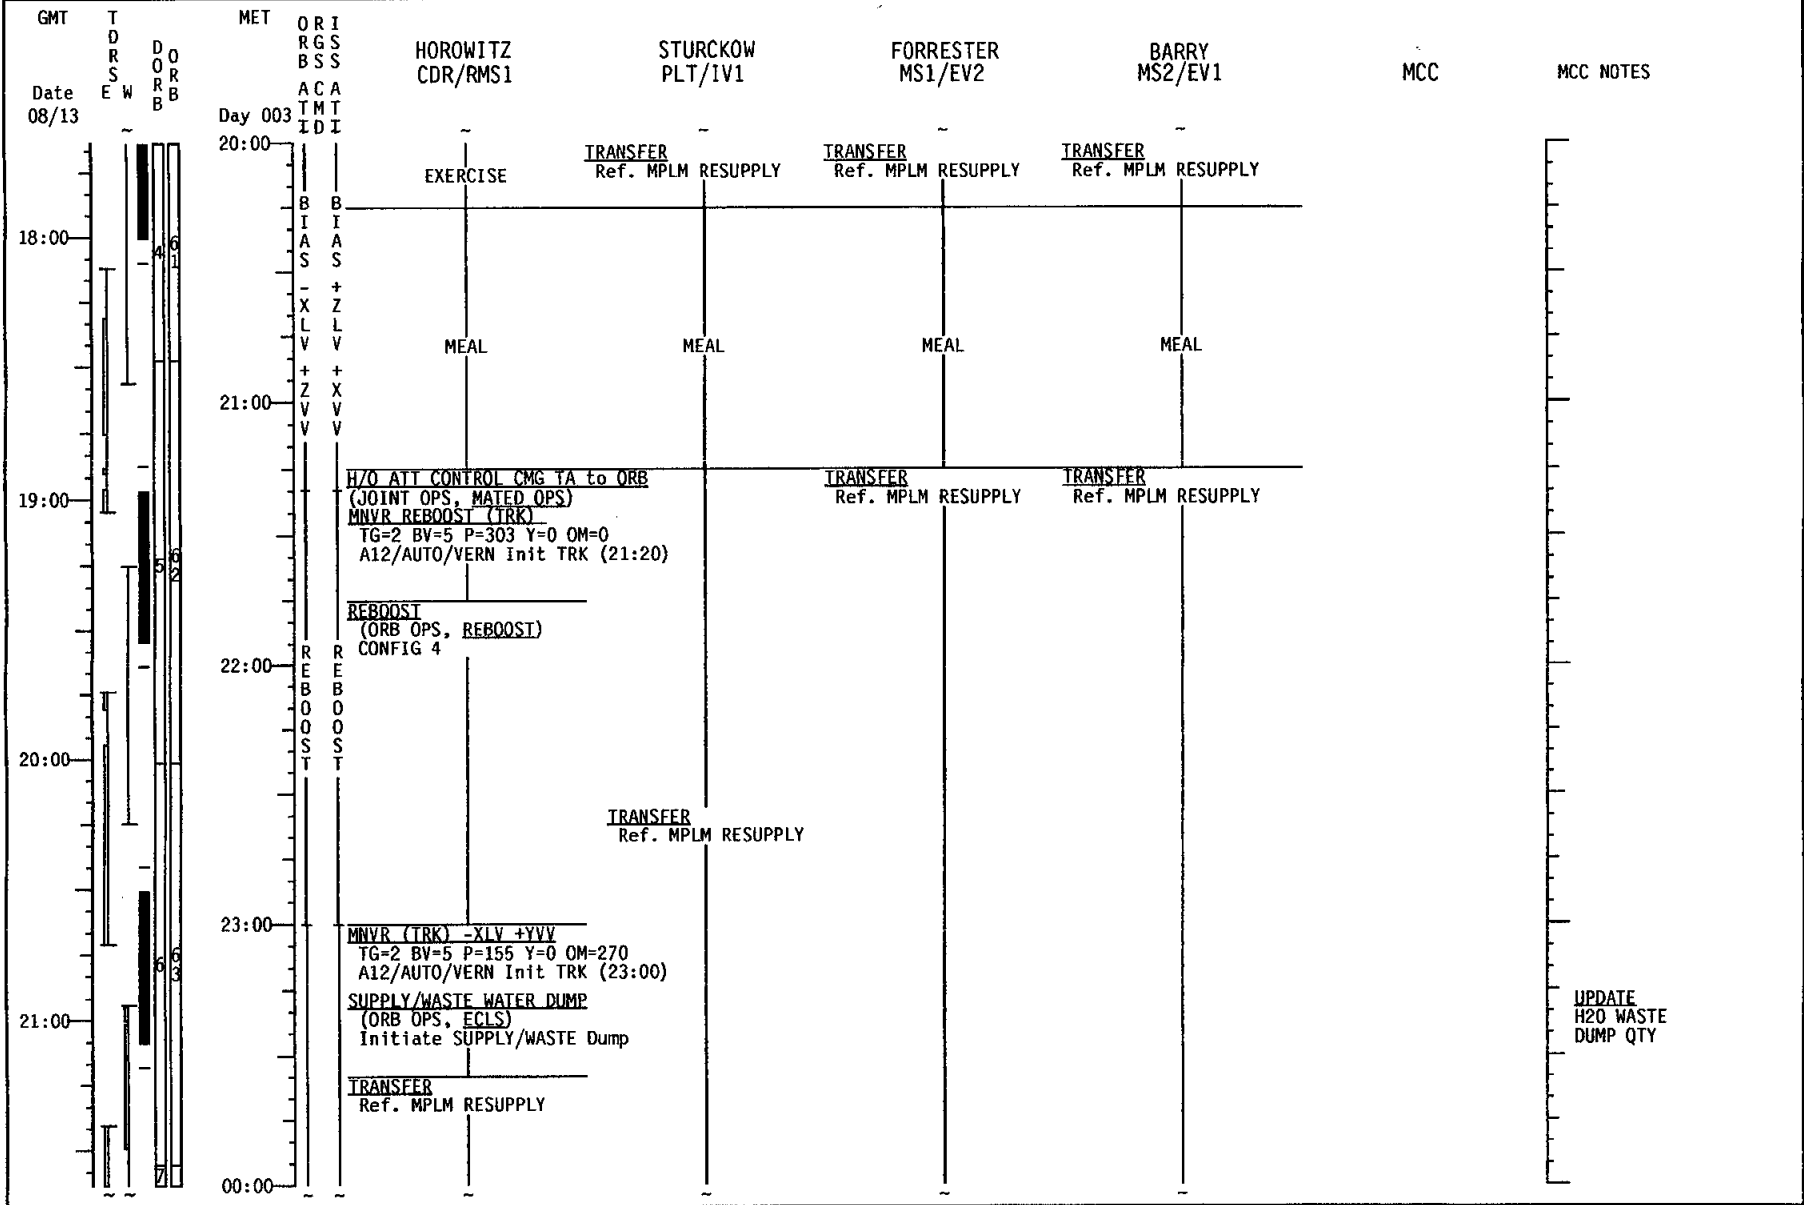 GMT
TDRS
E W
DORB
ORB
Date
08/13
MET
Day 003
ORB ATT
RGS CMD
ISS ATT
HOROWITZ
CDR/RMS1
STURCKOW
PLT/IV1
FORRESTER
MS1/EV2
BARRY
MS2/EV1
MCC
MCC NOTES
20:00
EXERCISE
TRANSFER
Ref. MPLM RESUPPLY
TRANSFER
Ref. MPLM RESUPPLY
TRANSFER
Ref. MPLM RESUPPLY
BIAS -XLV +ZVV
BIAS +ZLV +XVV
18:00
4
61
MEAL
MEAL
MEAL
MEAL
21:00
H/O ATT CONTROL CMG TA to ORB
(JOINT OPS, MATED OPS)
MNVR REBOOST (TRK)
TG=2 BV=5 P=303 Y=0 OM=0
A12/AUTO/VERN Init TRK (21:20)
TRANSFER
Ref. MPLM RESUPPLY
TRANSFER
Ref. MPLM RESUPPLY
19:00
5
62
REBOOST
(ORB OPS, REBOOST)
CONFIG 4
22:00
REBOOST
REBOOST
20:00
TRANSFER
Ref. MPLM RESUPPLY
23:00
MNVR (TRK) -XLV +YVV
TG=2 BV=5 P=155 Y=0 OM=270
A12/AUTO/VERN Init TRK (23:00)
6
63
SUPPLY/WASTE WATER DUMP
(ORB OPS, ECLS)
Initiate SUPPLY/WASTE Dump
21:00
UPDATE
H2O WASTE
DUMP QTY
TRANSFER
Ref. MPLM RESUPPLY
7
00:00